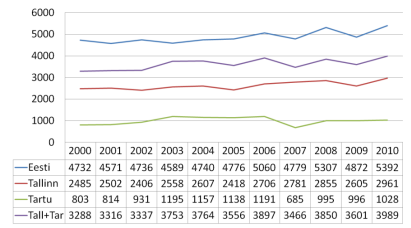 6000
5000
4000
3000
2000
1000
0
2000 2001 2002 2003 2004 2005 2006 2007 2008 2009 2010
Eesti 4732 4571 4736 4589 4740 4776 5060 4779 5307 4872 5392
Tallinn 2485 2502 2406 2558 2607 2418 2706 2781 2855 2605 2961
Tartu 803 814 931 1195 1157 1138 1191 685 995 996 1028
Tall+Tar 3288 3316 3337 3753 3764 3556 3897 3466 3850 3601 3989